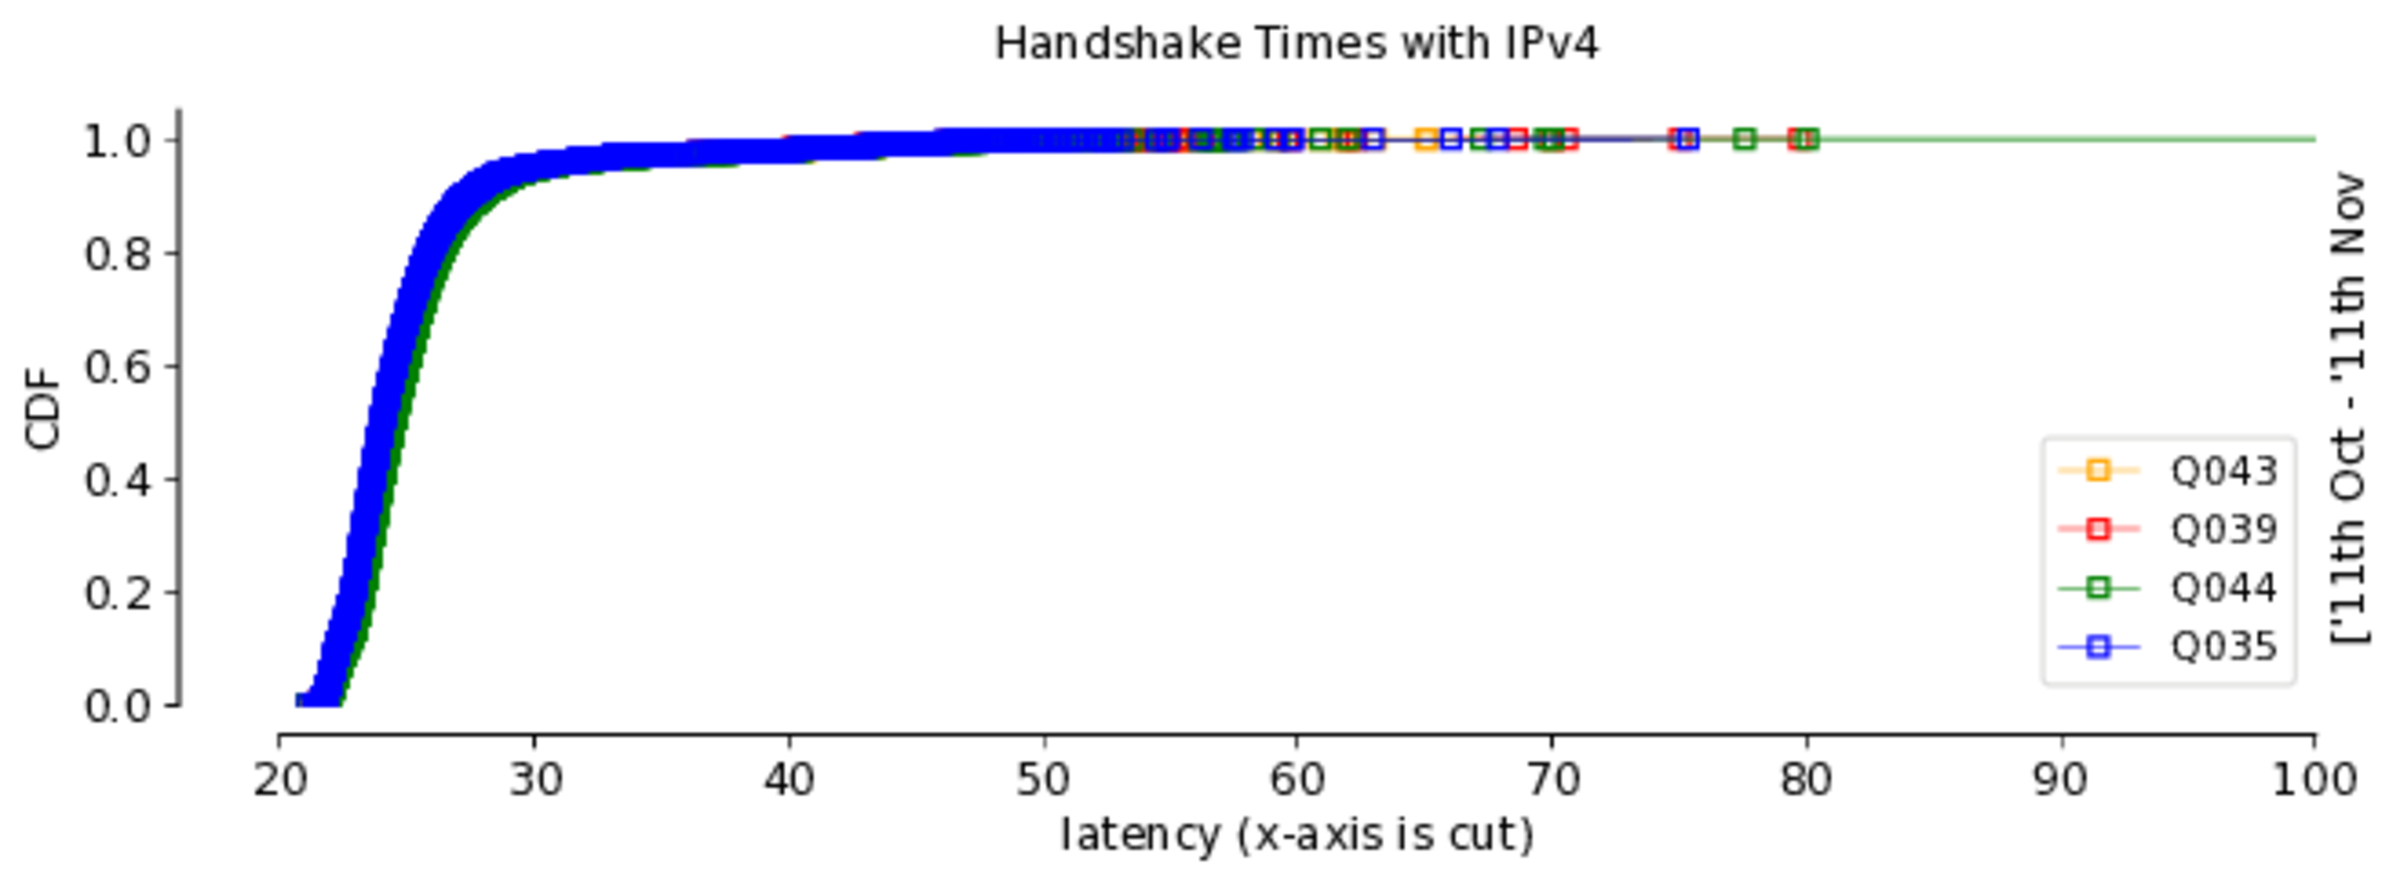 Handshake Times with IPv4
CDF
1.0
0.8
0.6
0.4
0.2
0.0
20 30 40 50 60 70 80 90 100
latency (x-axis is cut)
Q043
Q039
Q044
Q035
['11th Oct - '11th Nov